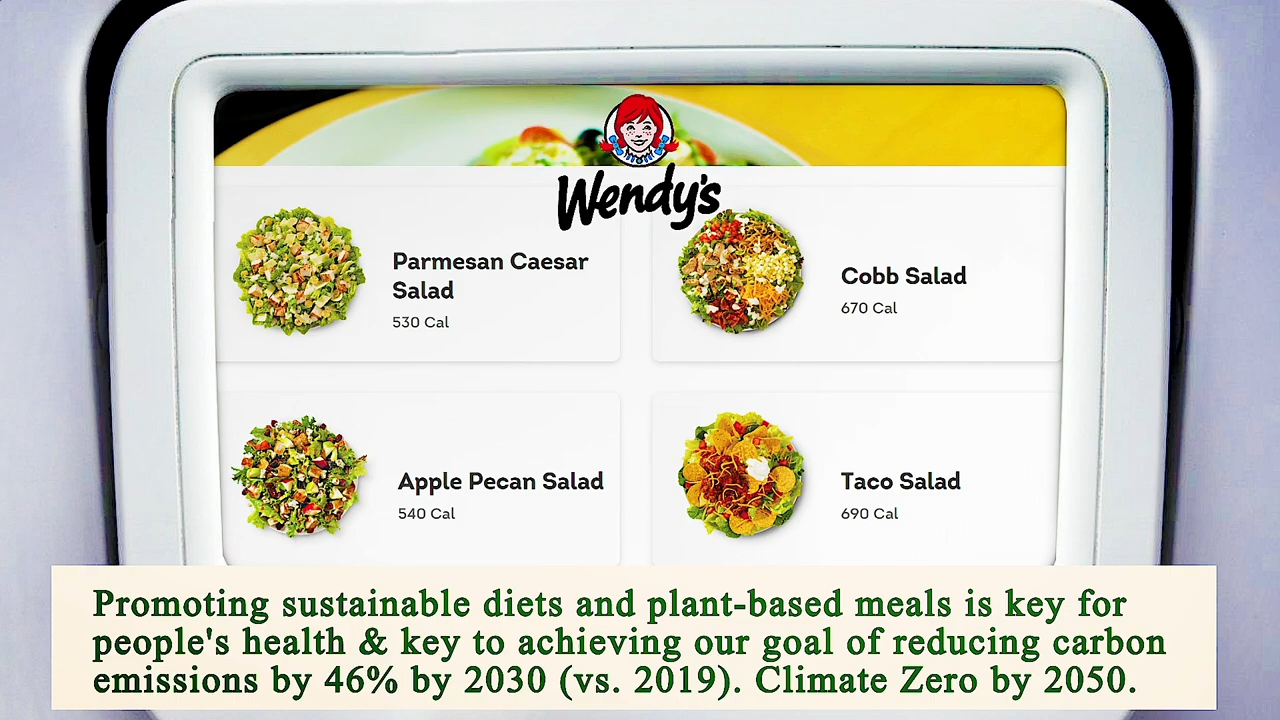 Wendy's
Parmesan Caesar
Salad
530 Cal
Cobb Salad
670 Cal
Apple Pecan Salad
540 Cal
Taco Salad
690 Cal
Promoting sustainable diets and plant-based meals is key for
people's health & key to achieving our goal of reducing carbon
emissions by 46% by 2030 (vs. 2019). Climate Zero by 2050.